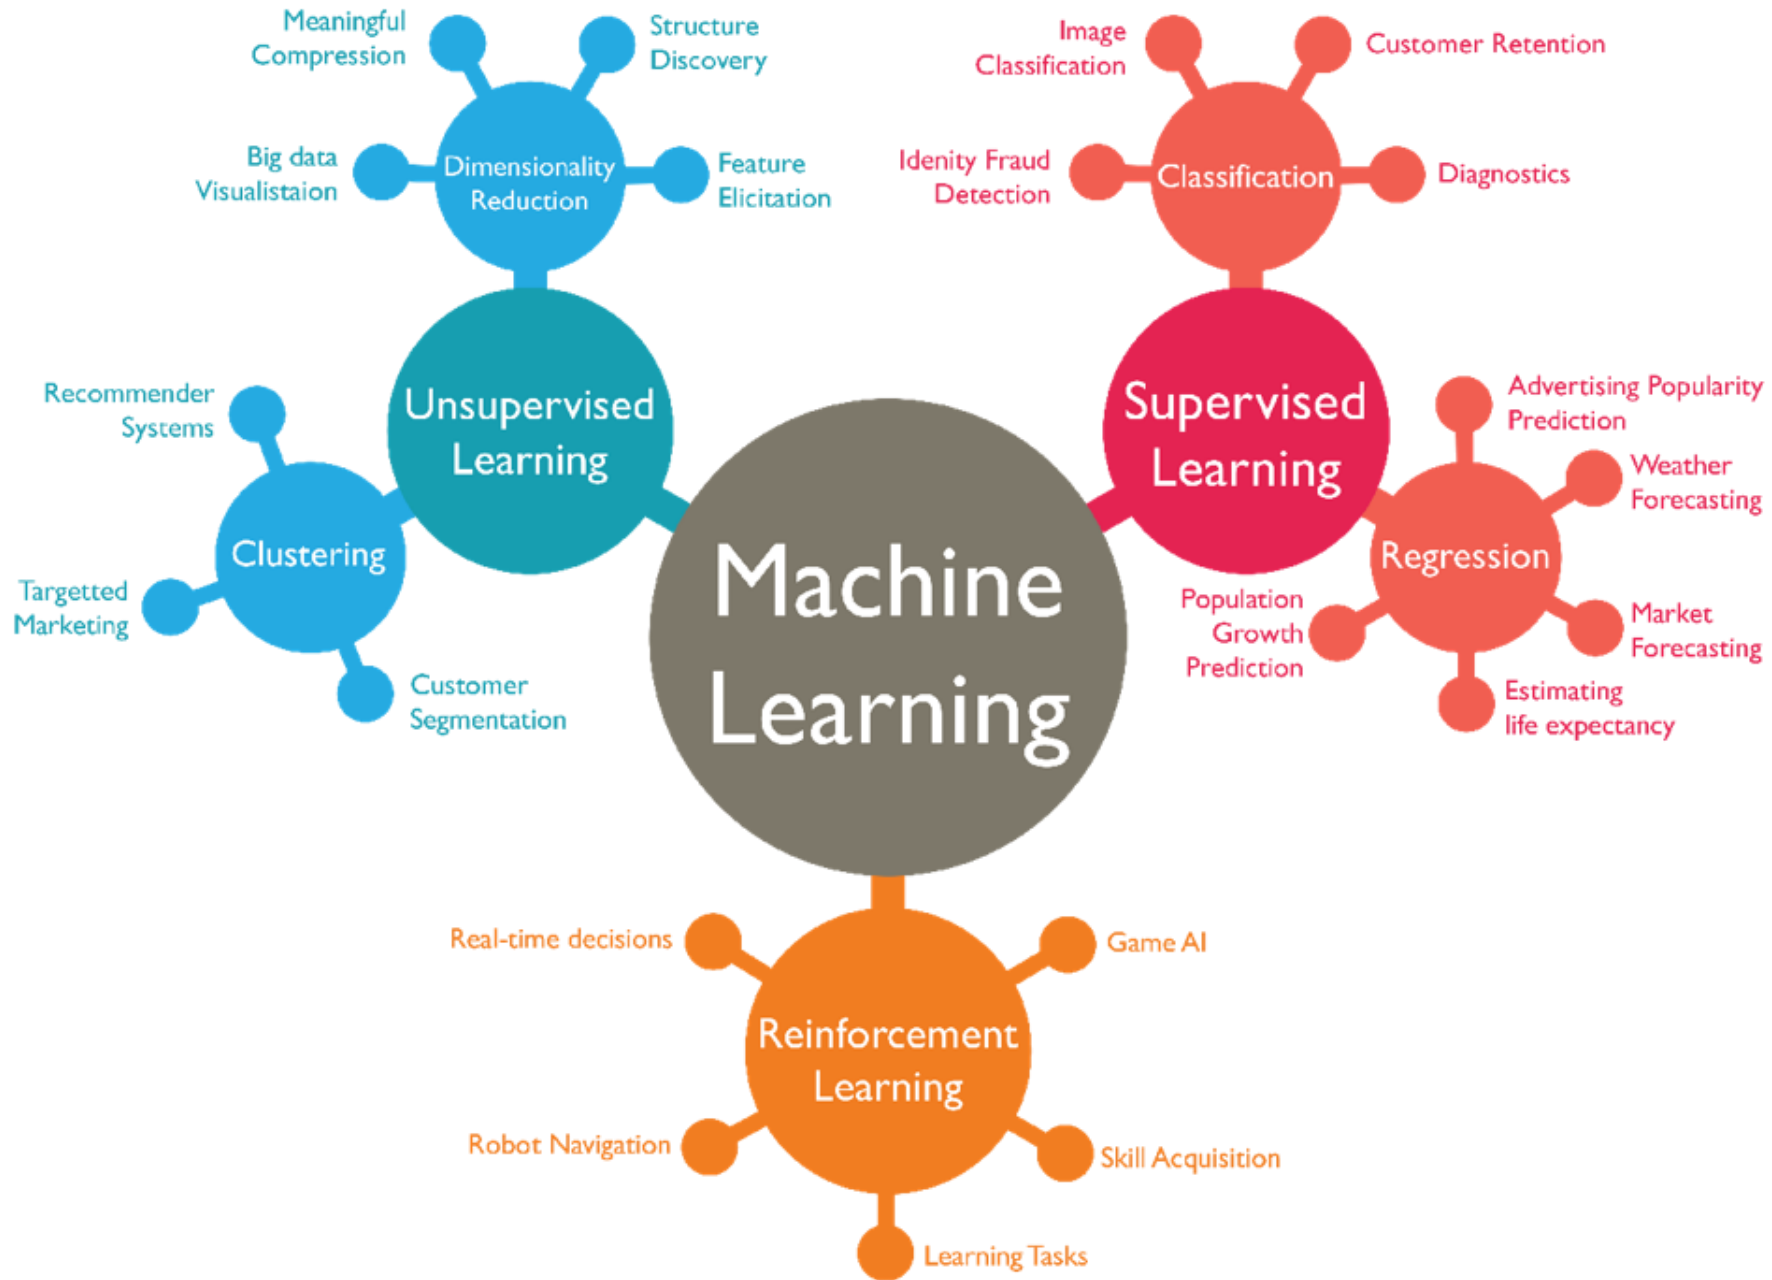 Meaningful
Compression
Structure
Discovery
Big data
Visualistaion
Dimensionality
Reduction
Feature
Elicitation
Image
Classification
Customer Retention
Idenity Fraud
Detection
Classification
Diagnostics
Unsupervised
Learning
Recommender
Systems
Clustering
Targetted
Marketing
Customer
Segmentation
Supervised
Learning
Advertising Popularity
Prediction
Weather
Forecasting
Regression
Population
Growth
Prediction
Market
Forecasting
Estimating
life expectancy
Machine
Learning
Real-time decisions
Game AI
Reinforcement
Learning
Robot Navigation
Skill Acquisition
Learning Tasks